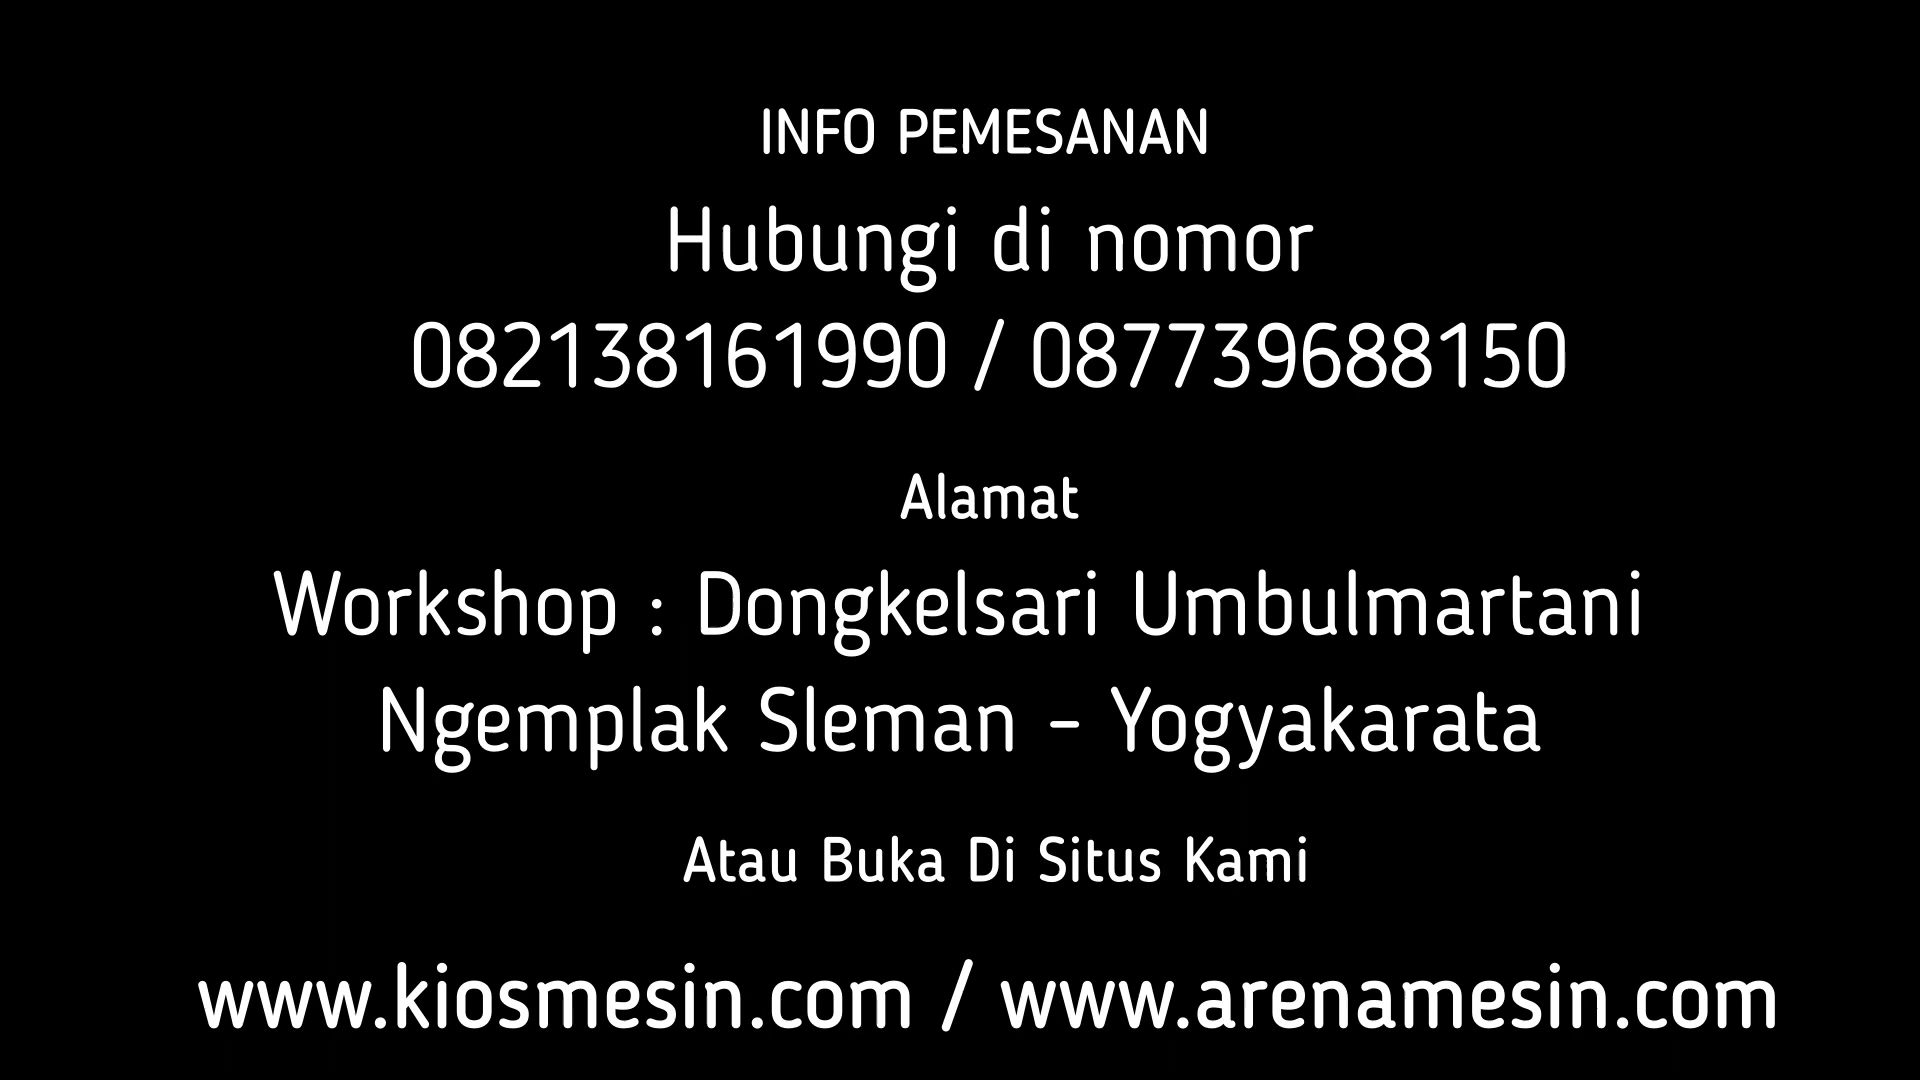 INFO PEMESANAN
Hubungi di nomor
082138161990 / 087739688150
Alamat
Workshop : Dongkelsari Umbulmartani
Ngemplak Sleman - Yogyakarata
Atau Buka Di Situs Kami
www.kiosmesin.com / www.arenamesin.com